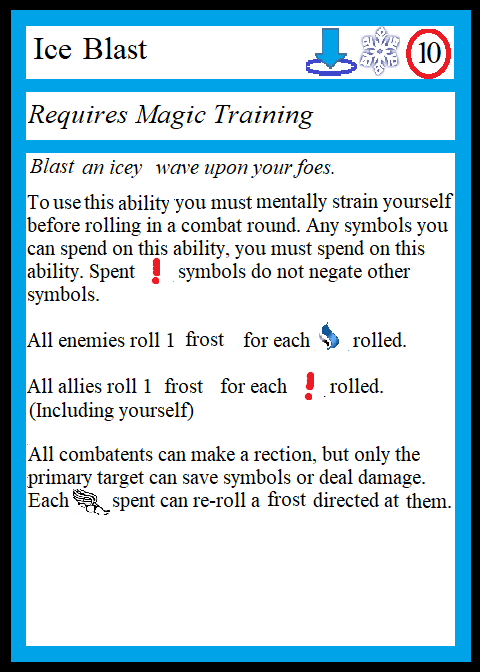 Ice Blast 10
Requires Magic Training
Blast an icey wave upon your foes.
To use this ability you must mentally strain yourself
before rolling in a combat round. Any symbols you
can spend on this ability, you must spend on this
ability. Spent ! symbols do not negate other
symbols.
All enemies roll 1 frost for each rolled.
All allies roll 1 frost for each ! rolled.
(Including yourself)
All combatents can make a rection, but only the
primary target can save symbols or deal damage.
Each spent can re-roll a frost directed at them.